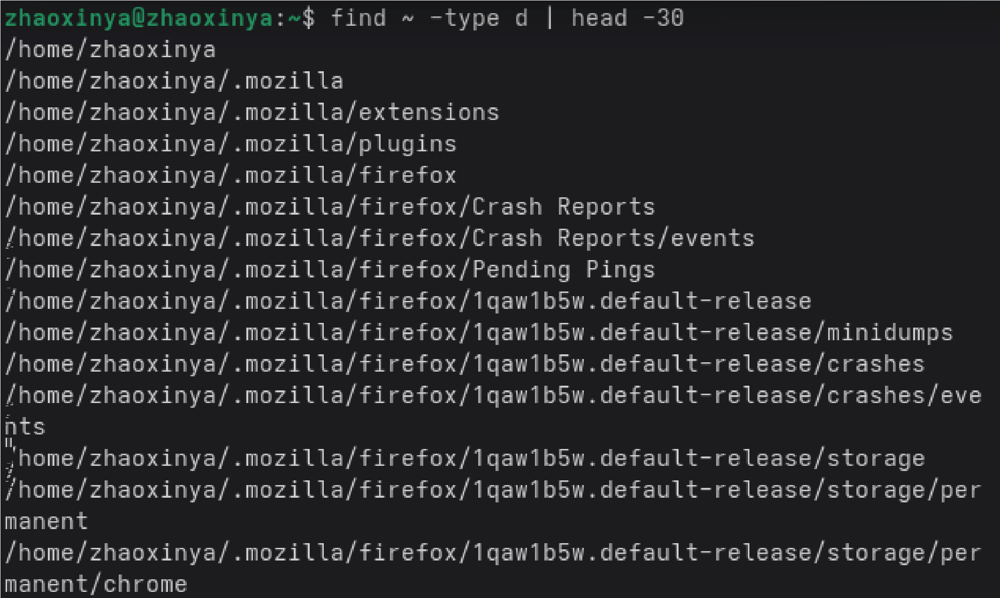 zhaoxinya@zhaoxinya:~$ find ~ -type d | head -30
/home/zhaoxinya
/home/zhaoxinya/.mozilla
/home/zhaoxinya/.mozilla/extensions
/home/zhaoxinya/.mozilla/plugins
/home/zhaoxinya/.mozilla/firefox
/home/zhaoxinya/.mozilla/firefox/Crash Reports
/home/zhaoxinya/.mozilla/firefox/Crash Reports/events
/home/zhaoxinya/.mozilla/firefox/Pending Pings
/home/zhaoxinya/.mozilla/firefox/1qaw1b5w.default-release
/home/zhaoxinya/.mozilla/firefox/1qaw1b5w.default-release/minidumps
/home/zhaoxinya/.mozilla/firefox/1qaw1b5w.default-release/crashes
/home/zhaoxinya/.mozilla/firefox/1qaw1b5w.default-release/crashes/eve
nts
/home/zhaoxinya/.mozilla/firefox/1qaw1b5w.default-release/storage
/home/zhaoxinya/.mozilla/firefox/1qaw1b5w.default-release/storage/per
manent
/home/zhaoxinya/.mozilla/firefox/1qaw1b5w.default-release/storage/per
manent/chrome